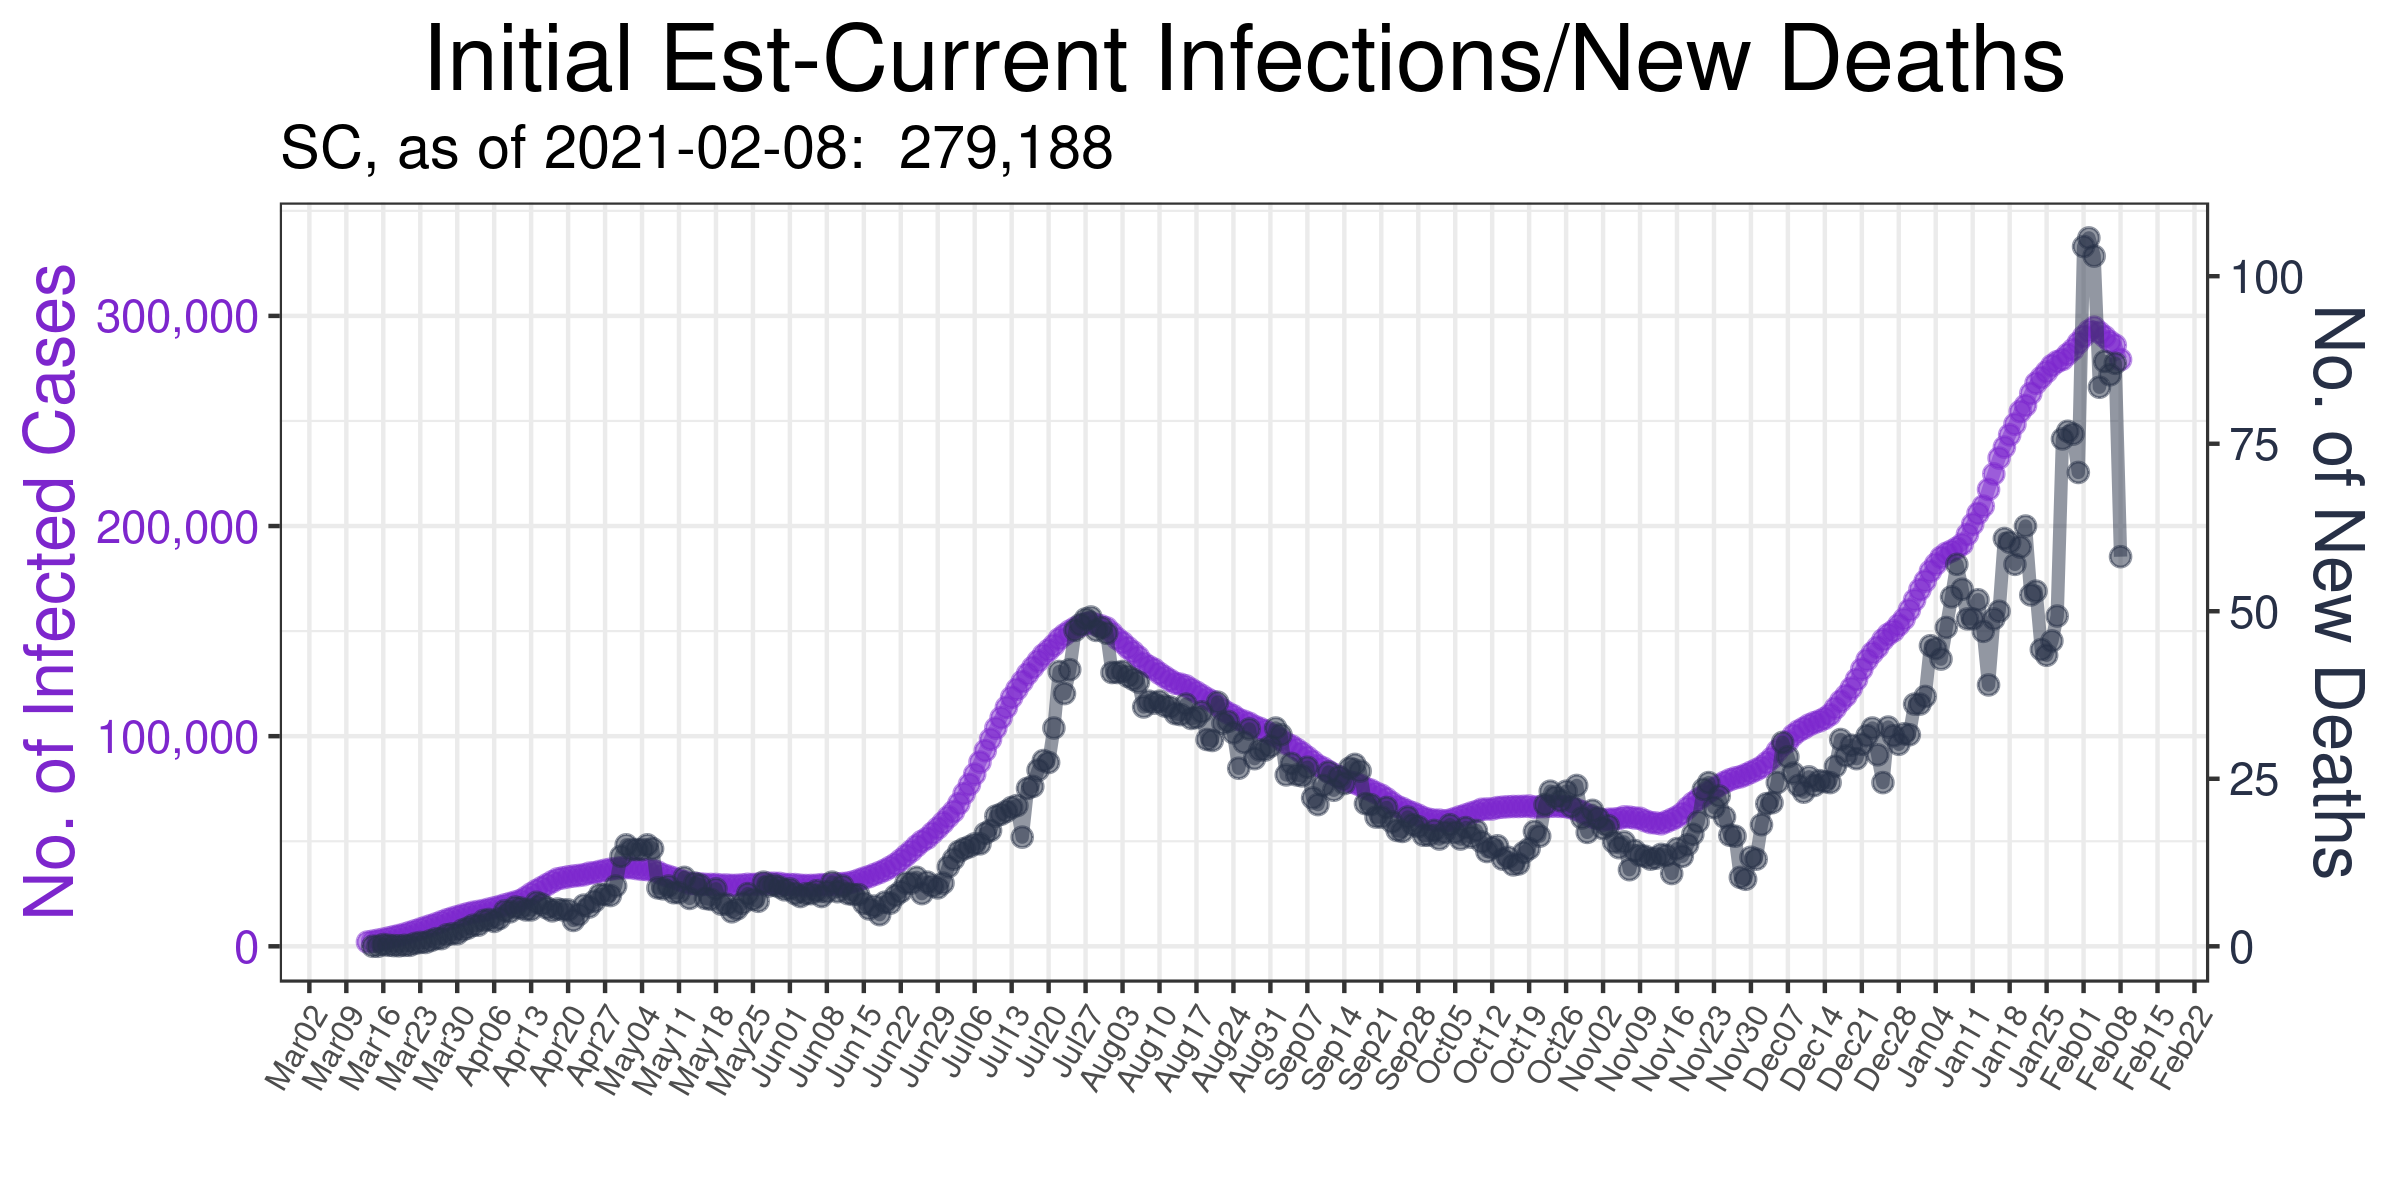 Initial Est-Current Infections/New Deaths
SC, as of 2021-02-08:  279,188
No. of Infected Cases
300,000
200,000
100,000
0
100
75
50
25
0
No. of New Deaths
Mar02
Mar09
Mar16
Mar23
Mar30
Apr06
Apr13
Apr20
Apr27
May04
May11
May18
May25
Jun01
Jun08
Jun15
Jun22
Jun29
Jul06
Jul13
Jul20
Jul27
Aug03
Aug10
Aug17
Aug24
Aug31
Sep07
Sep14
Sep21
Sep28
Oct05
Oct12
Oct19
Oct26
Nov02
Nov09
Nov16
Nov23
Nov30
Dec07
Dec14
Dec21
Dec28
Jan04
Jan11
Jan18
Jan25
Feb01
Feb08
Feb15
Feb22